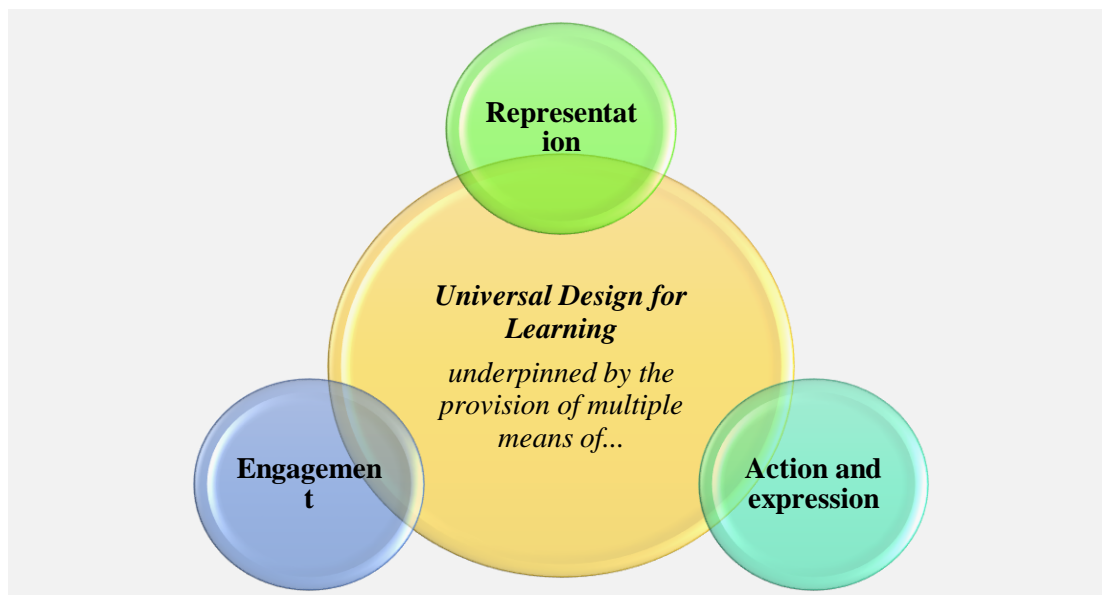 Representat
ion
Universal Design for
Learning
underpinned by the
provision of multiple
means of...
Engagemen
t
Action and
expression